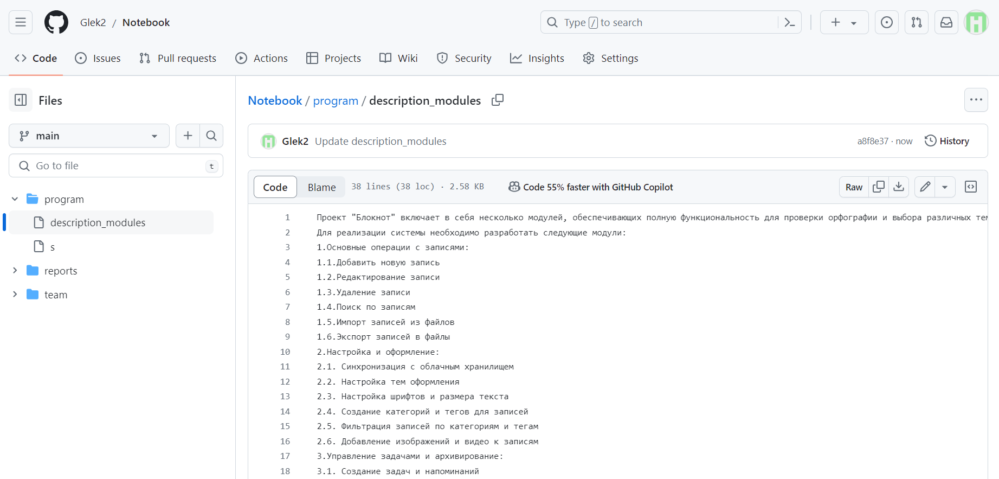 Glek2 / Notebook
Type / to search
Code
Issues
Pull requests
Actions
Projects
Wiki
Security
Insights
Settings
Files
main
Go to file
t
program
description_modules
s
reports
team
Notebook / program / description_modules
Glek2 Update description_modules
a8f8e37 · now
History
Code
Blame
38 lines (38 loc) · 2.58 KB
Code 55% faster with GitHub Copilot
Raw
1 Проект "Блокнот" включает в себя несколько модулей, обеспечивающих полную функциональность для проверки орфографии и выбора различных
2 Для реализации системы необходимо разработать следующие модули:
3 1.Основные операции с записями:
4 1.1.Добавить новую запись
5 1.2.Редактирование записи
6 1.3.Удаление записи
7 1.4.Поиск по записям
8 1.5.Импорт записей из файлов
9 1.6.Экспорт записей в файлы
10 2.Настройка и оформление:
11 2.1. Синхронизация с облачным хранилищем
12 2.2. Настройка тем оформления
13 2.3. Настройка шрифтов и размера текста
14 2.4. Создание категорий и тегов для записей
15 2.5. Фильтрация записей по категориям и тегам
16 2.6. Добавление изображений и видео к записям
17 3.Управление задачами и архивирование:
18 3.1. Создание задач и напоминаний